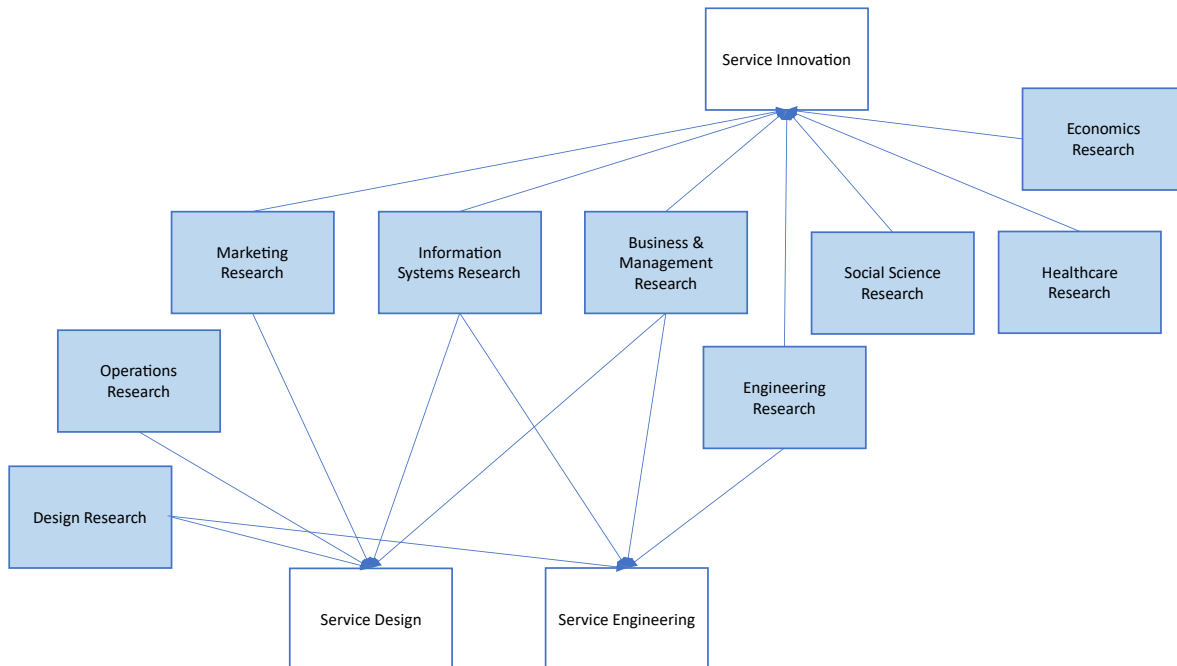 Service Innovation
Economics
Research
Marketing
Research
Information
Systems Research
Business &
Management
Research
Social Science
Research
Healthcare
Research
Operations
Research
Engineering
Research
Design Research
Service Design
Service Engineering